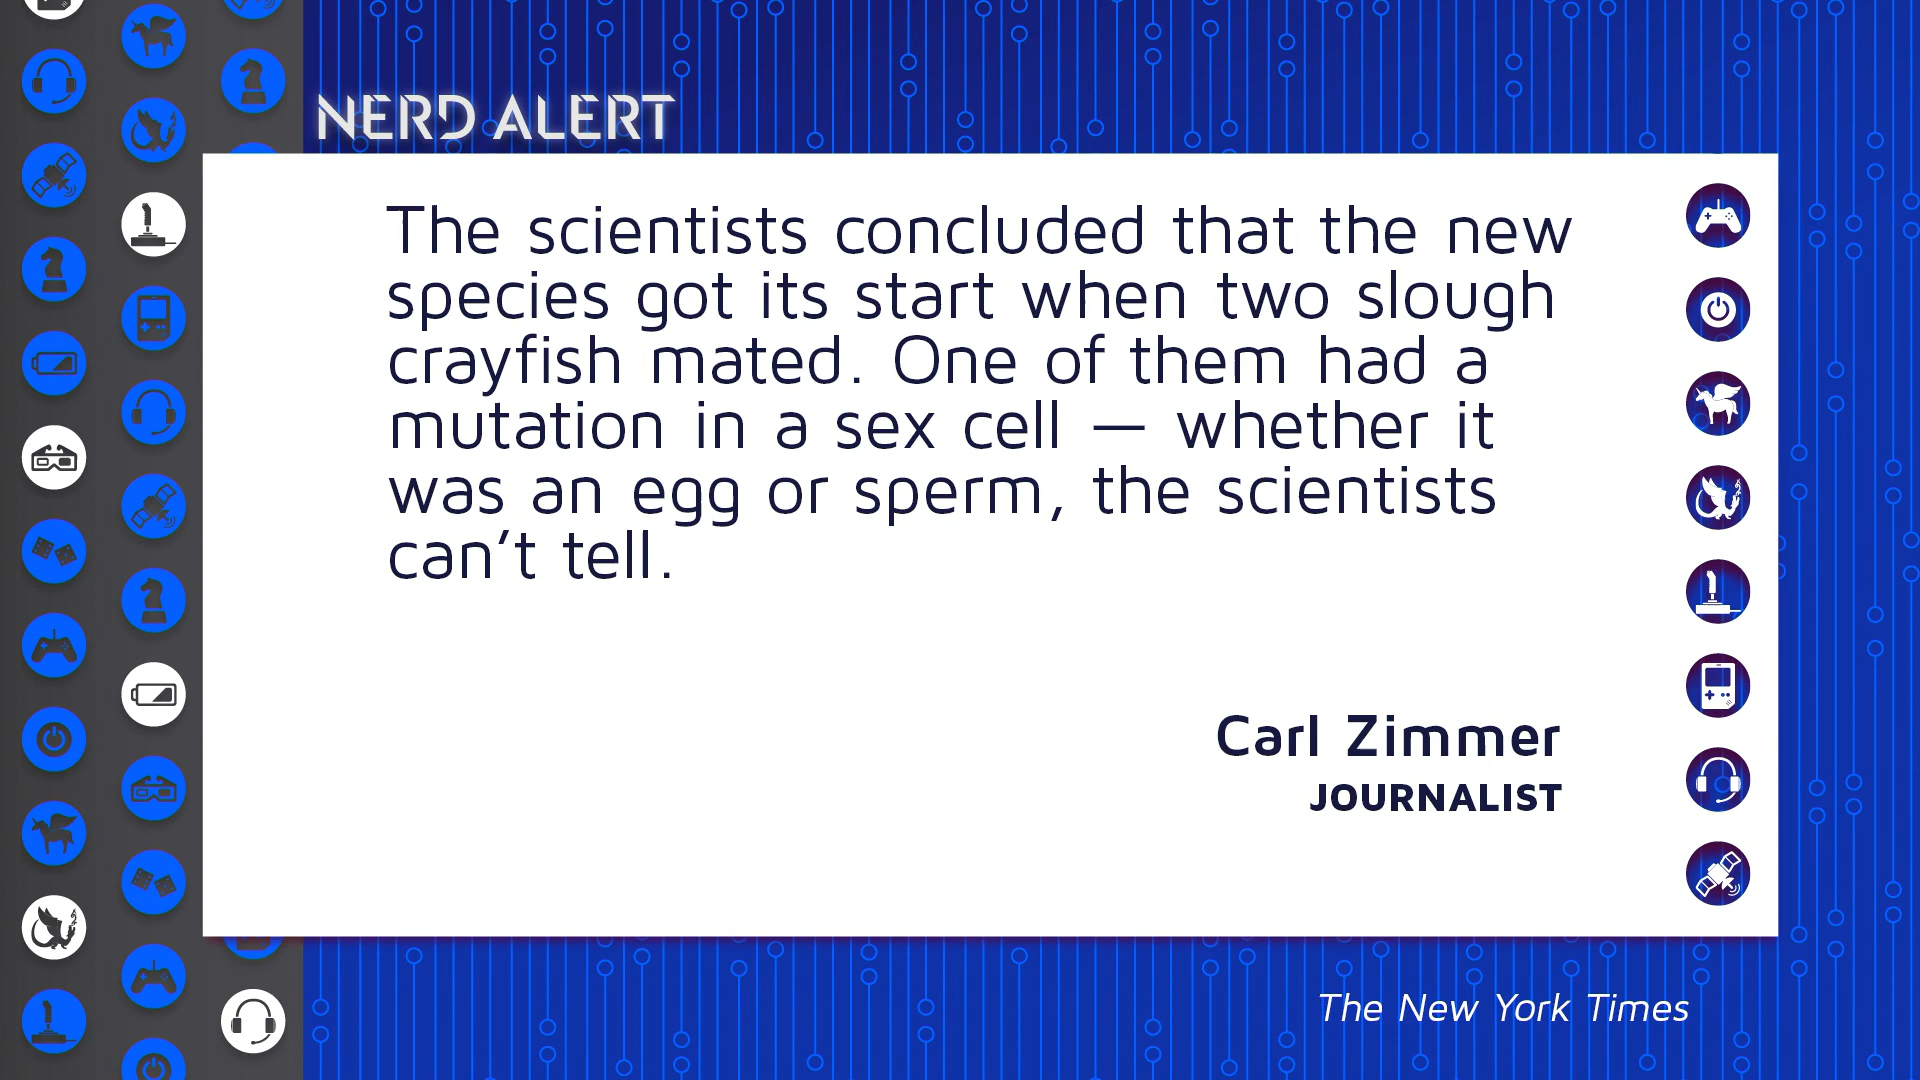 NERD ALERT
The scientists concluded that the new
species got its start when two slough
crayfish mated. One of them had a
mutation in a sex cell — whether it
was an egg or sperm, the scientists
can’t tell.
Carl Zimmer
JOURNALIST
The New York Times